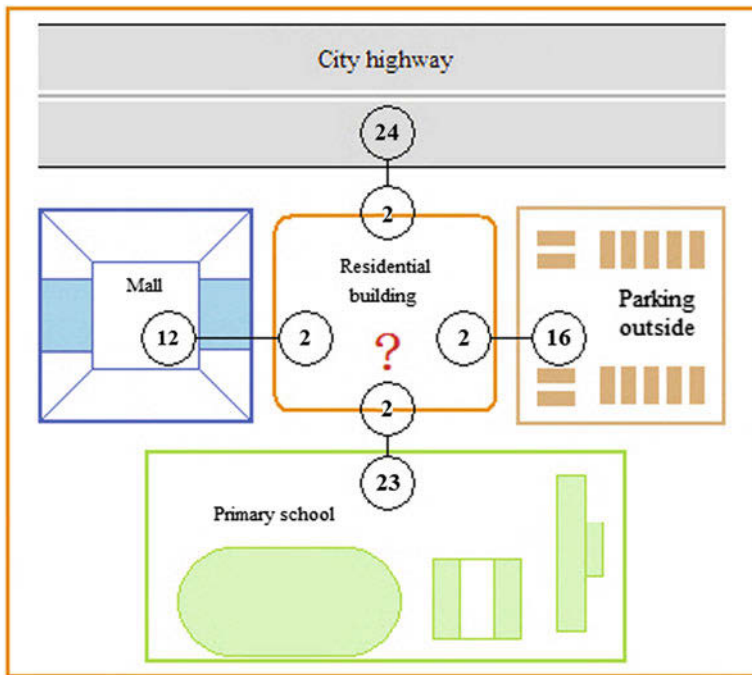 City highway
24
2
Residential
building
Mall
12
2
?
2
16
Parking
outside
2
23
Primary school